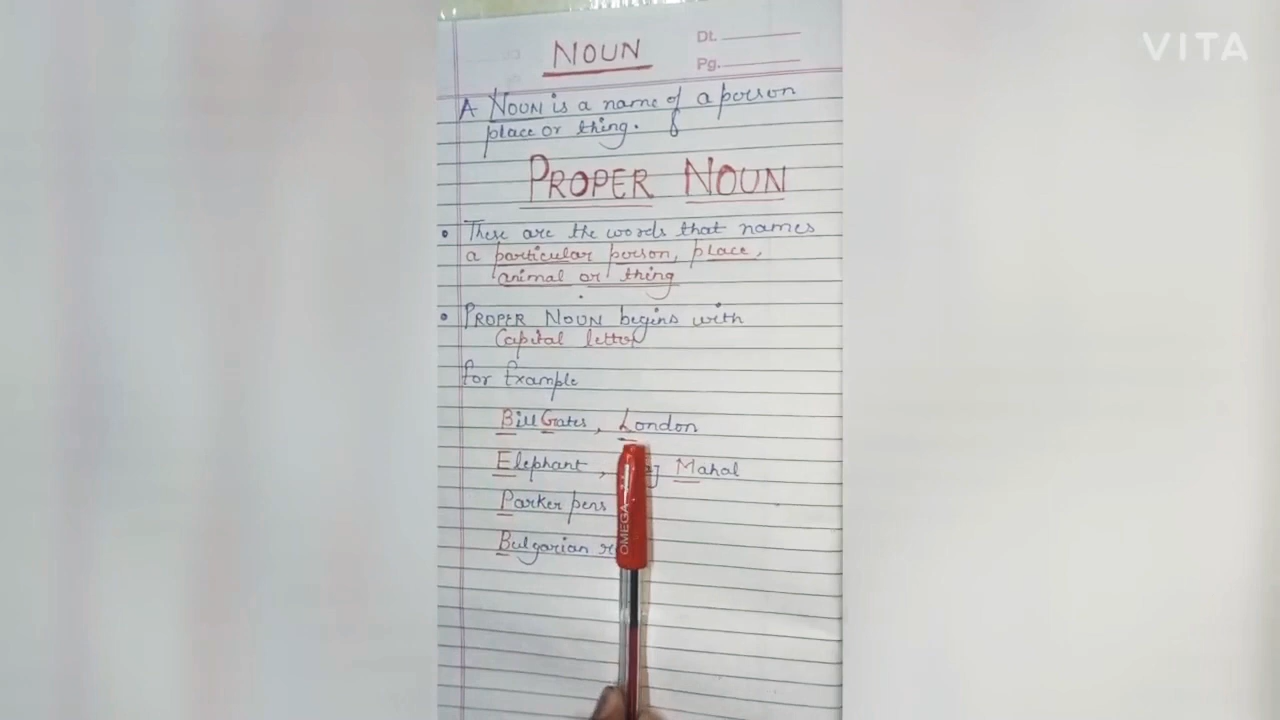 VITA
NOUN
Dt.
Pg.
A NOUN is a name of a person
place or thing.
PROPER NOUN
• These are the words that names
a particular person, place,
animal or thing
• PROPER NOUN begins with
Capital letter
for Example
Bill Gates, London
Elephant, Mahal
Parker pens
Bulgarian
OMEGA